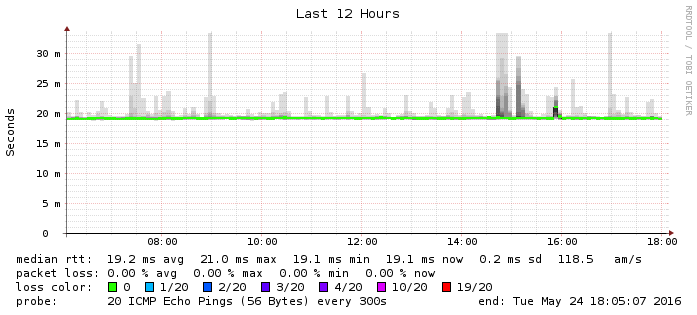 Last 12 Hours
RRDTOOL / TOBI OETIKER
Seconds
30 m
25 m
20 m
15 m
10 m
5 m
0
08:00 10:00 12:00 14:00 16:00 18:00
median rtt: 19.2 ms avg 21.0 ms max 19.1 ms min 19.1 ms now 0.2 ms sd 118.5 am/s
packet loss: 0.00 % avg 0.00 % max 0.00 % min 0.00 % now
loss color: 0 1/20 2/20 3/20 4/20 10/20 19/20
probe: 20 ICMP Echo Pings (56 Bytes) every 300s end: Tue May 24 18:05:07 2016